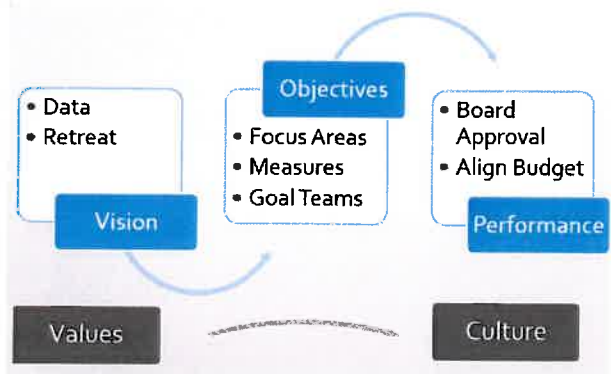 • Data
• Retreat
Vision
Objectives
• Focus Areas
• Measures
• Goal Teams
• Board
Approval
• Align Budget
Performance
Values
Culture